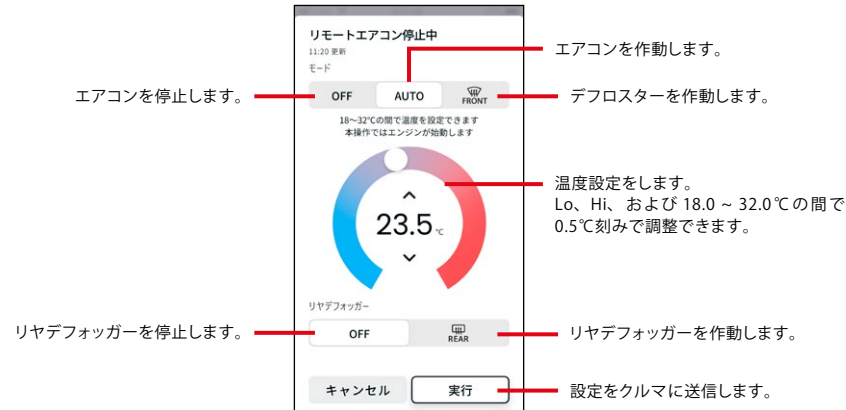 リモートエアコン停止中
11:20 更新
モード
エアコンを作動します。
エアコンを停止します。
OFF
AUTO
FRONT
デフロスターを作動します。
18～32℃の間で温度を設定できます
本操作ではエンジンが始動します
温度設定をします。
Lo、Hi、および 18.0 ~ 32.0℃の間で
0.5℃刻みで調整できます。
23.5℃
リヤデフォッガー
リヤデフォッガーを停止します。
OFF
REAR
リヤデフォッガーを作動します。
キャンセル
実行
設定をクルマに送信します。